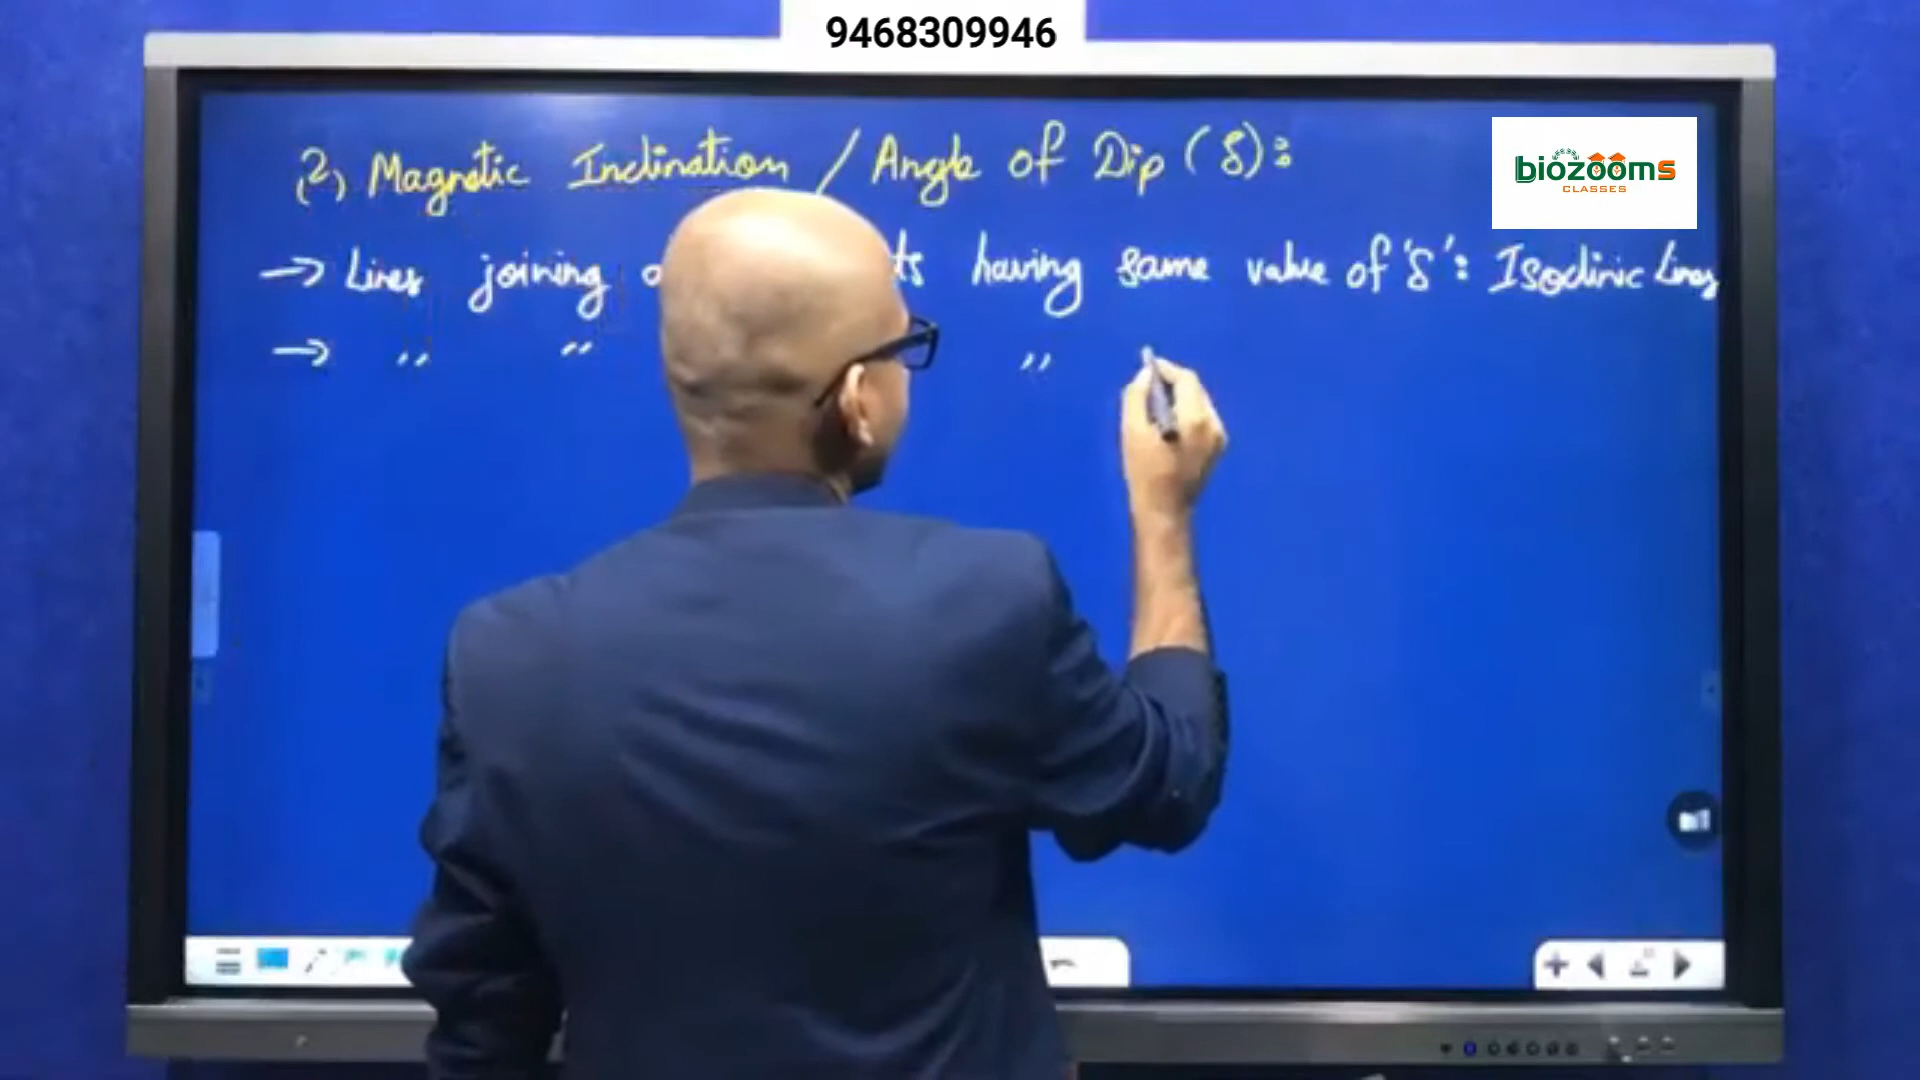 9468309946
biozooms
CLASSES
(2) Magnetic Inclination / Angle of Dip (δ):
→ Lines joining having same value of 'δ': Isoclinic Lines
→ " " "